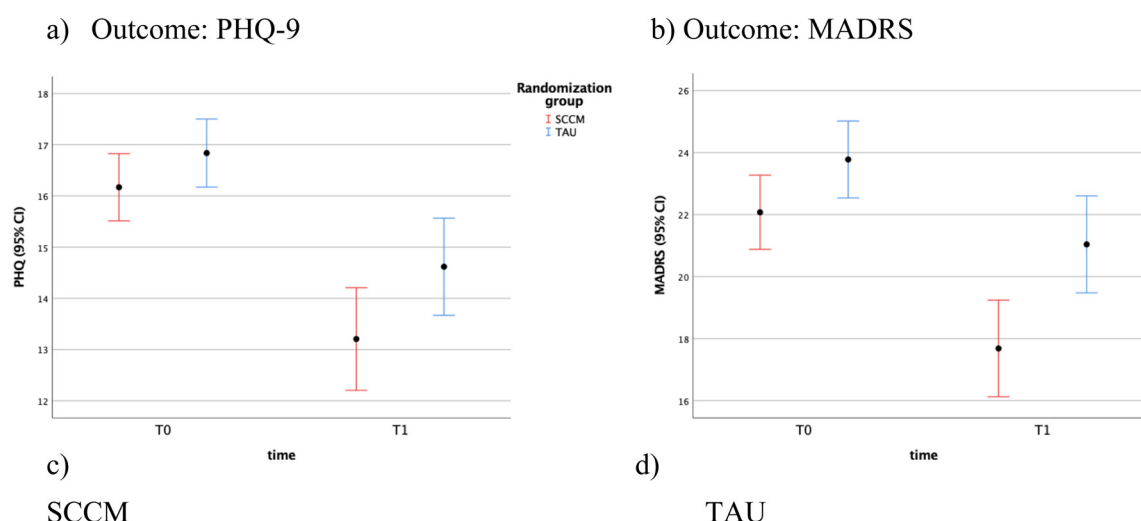 a) Outcome: PHQ-9
b) Outcome: MADRS
Randomization
group
SCCM
TAU
PHQ (95% CI)
18
17
16
15
14
13
12
T0
T1
time
MADRS (95% CI)
26
24
22
20
18
16
T0
T1
time
c)
d)
SCCM
TAU